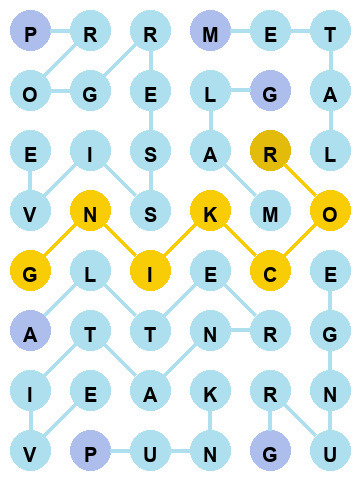 P R R M E T
O G E L G A
E I S A R L
V N S K M O
G L I E C E
A T T N R G
I E A K R N
V P U N G U